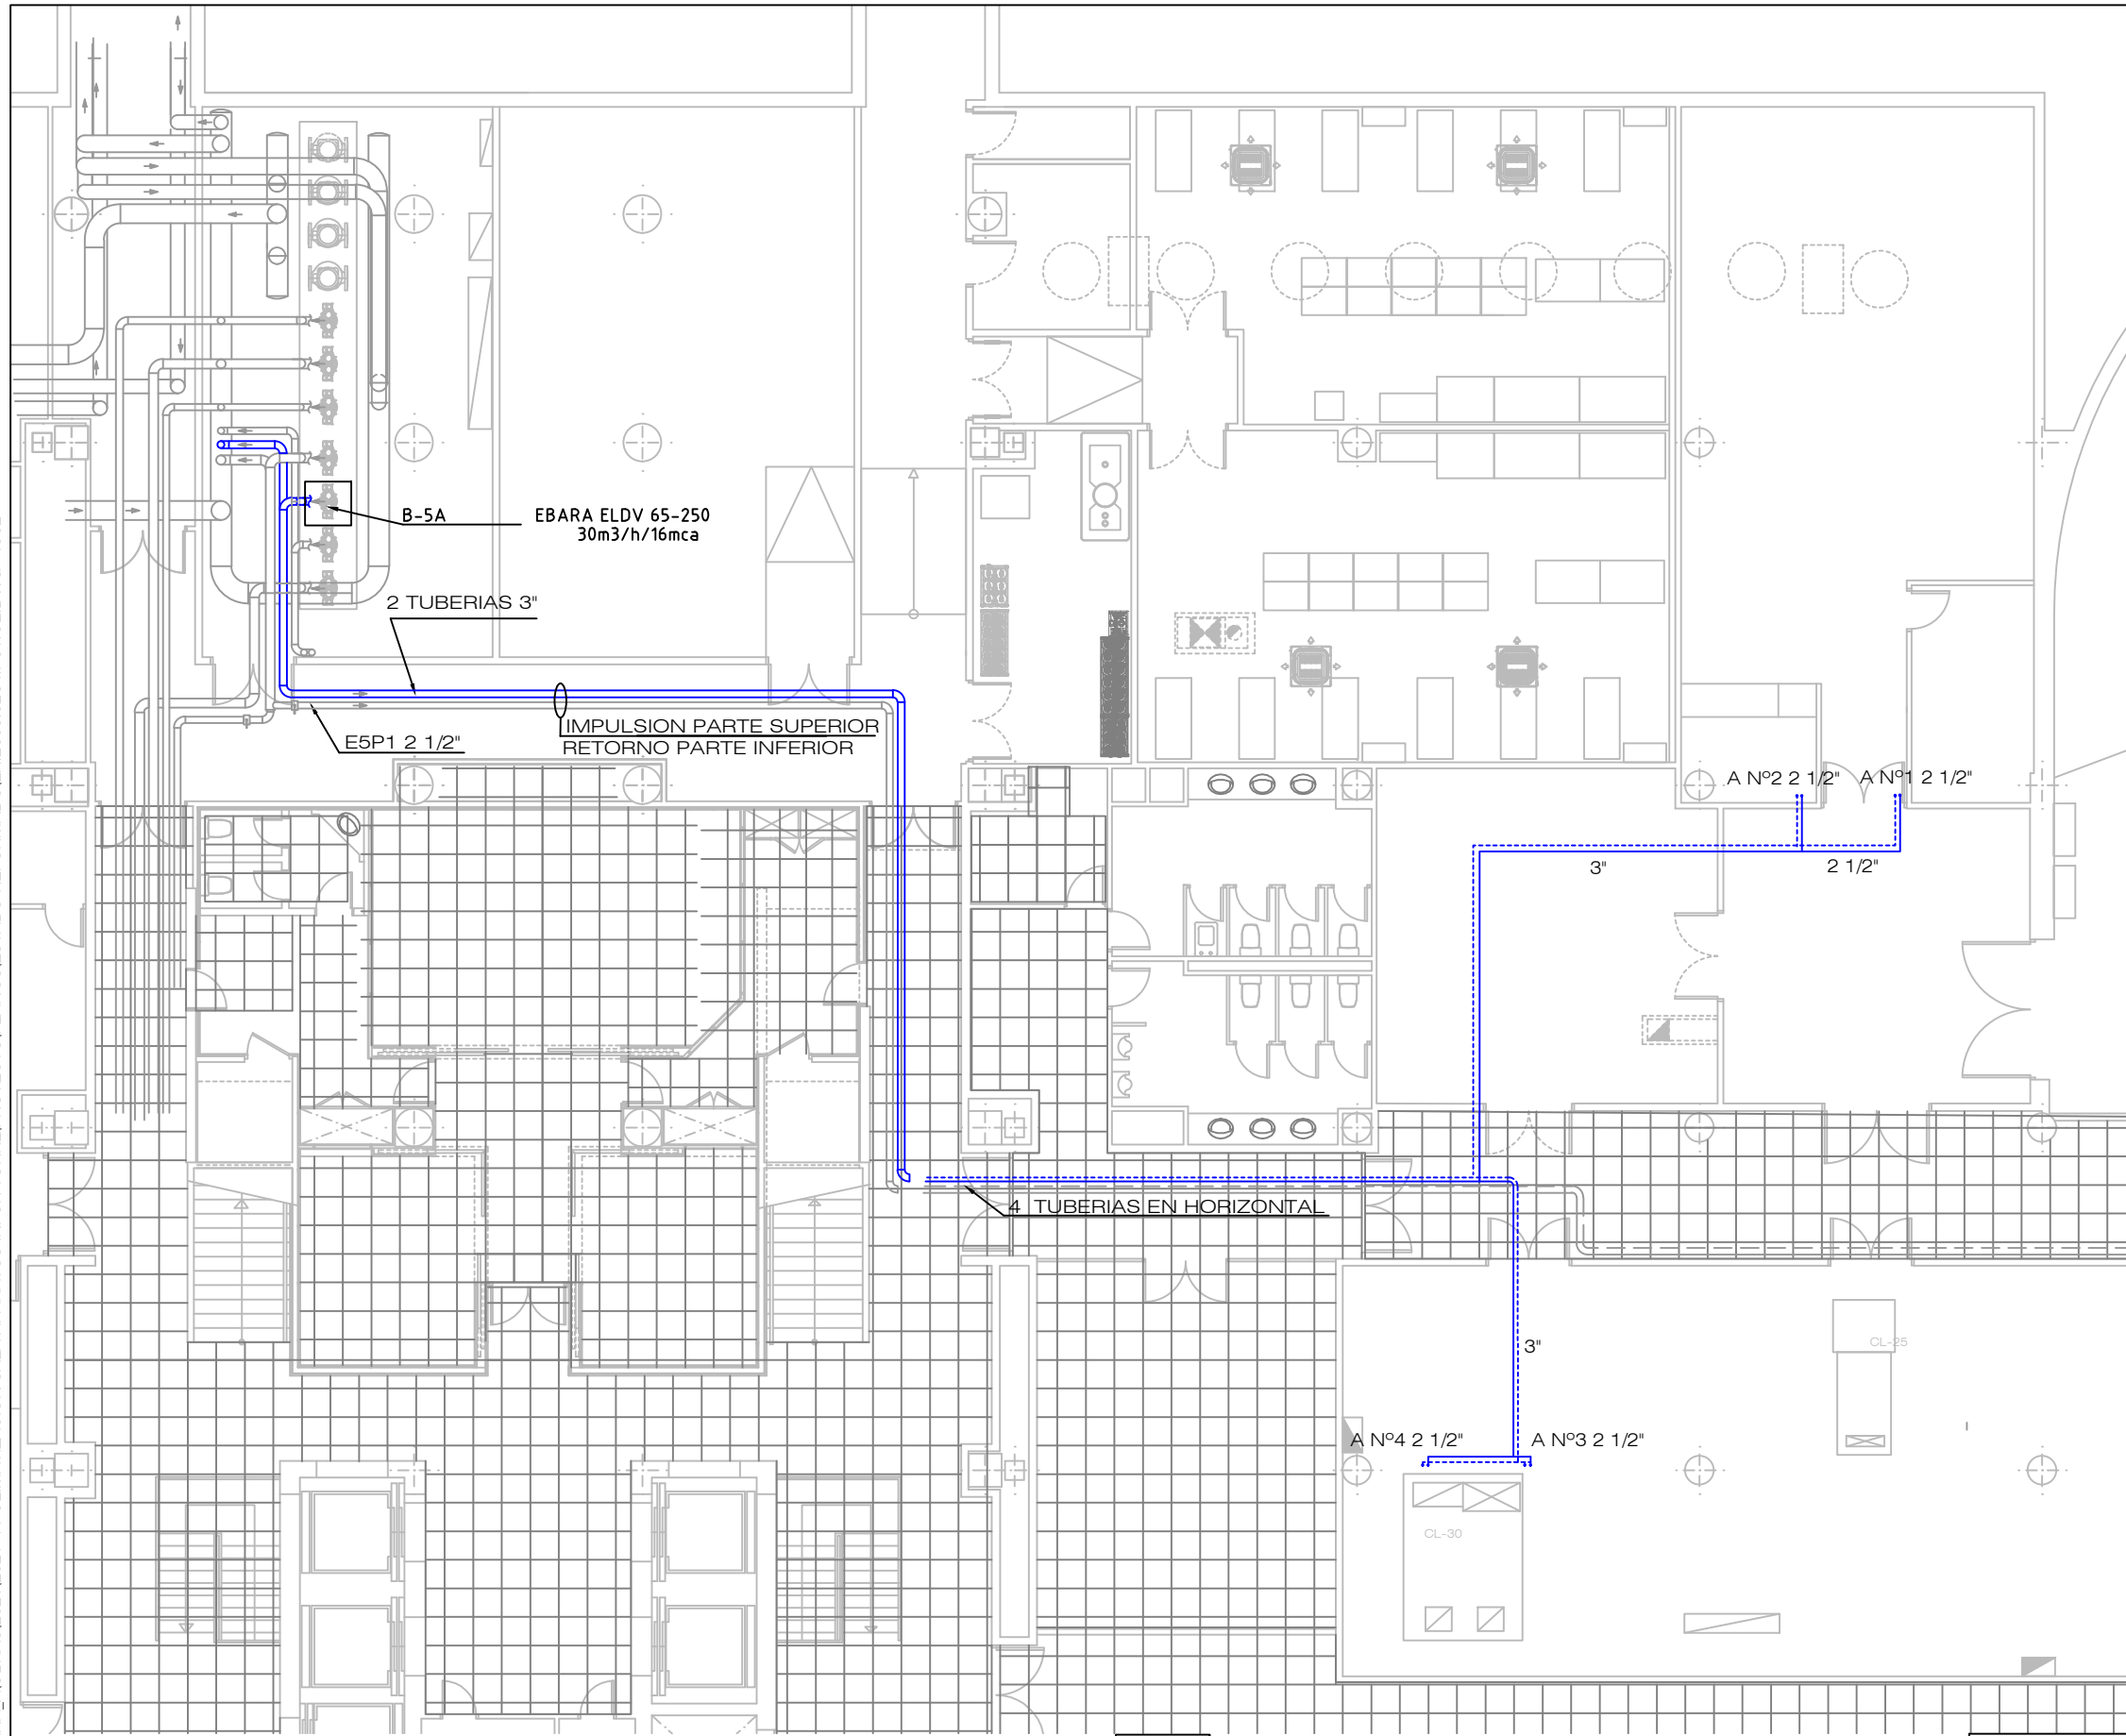 B-5A
EBARA ELDV 65-250
30m3/h/16mca
2 TUBERIAS 3"
IMPULSION PARTE SUPERIOR
RETORNO PARTE INFERIOR
E5P1 2 1/2"
A Nº2 2 1/2"
A Nº1 2 1/2"
3"
2 1/2"
4 TUBERIAS EN HORIZONTAL
3"
CL-25
A Nº4 2 1/2"
A Nº3 2 1/2"
CL-30